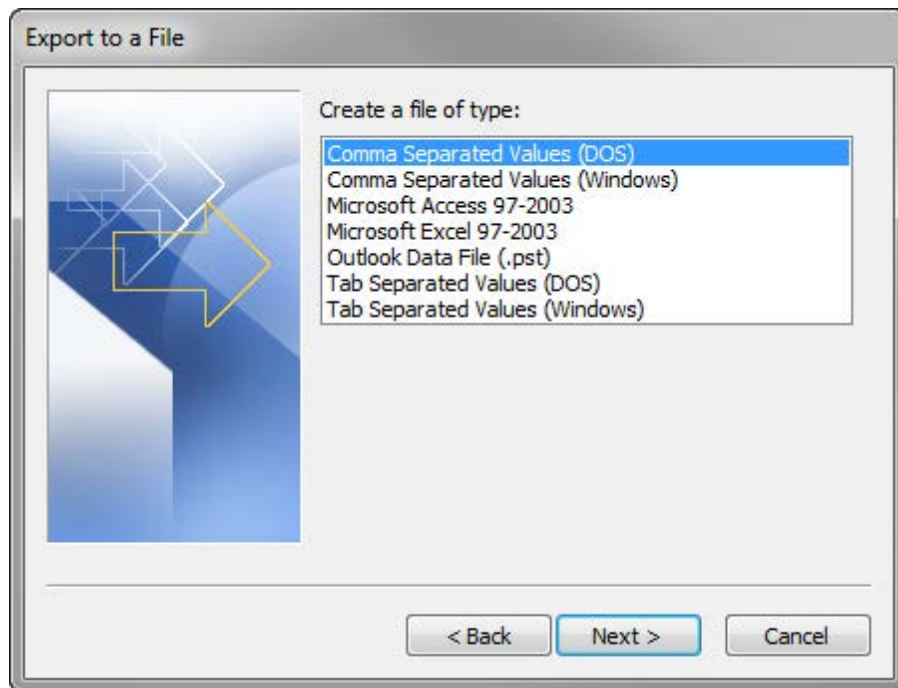 Export to a File
Create a file of type:
Comma Separated Values (DOS)
Comma Separated Values (Windows)
Microsoft Access 97-2003
Microsoft Excel 97-2003
Outlook Data File (.pst)
Tab Separated Values (DOS)
Tab Separated Values (Windows)
< Back
Next >
Cancel